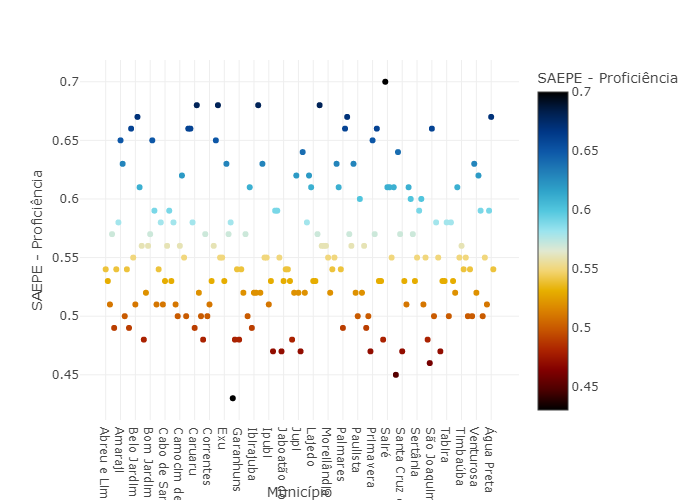 SAEPE - Proficiência
0.7
0.65
0.6
0.55
0.5
0.45
SAEPE - Proficiência
0.7
0.65
0.6
0.55
0.5
0.45
Abreu e Lim
Amaraji
Belo Jardim
Bom Jardim
Cabo de San
Camocim de
Caruaru
Correntes
Exu
Garanhuns
Ibirajuba
Ipubi
Jaboatão do
Jupi
Lajedo
Morellândia
Palmares
Paulista
Primavera
Sairé
Santa Cruz
Sertânia
São Joaquim
Tabira
Timbaúba
Venturosa
Água Preta
Município